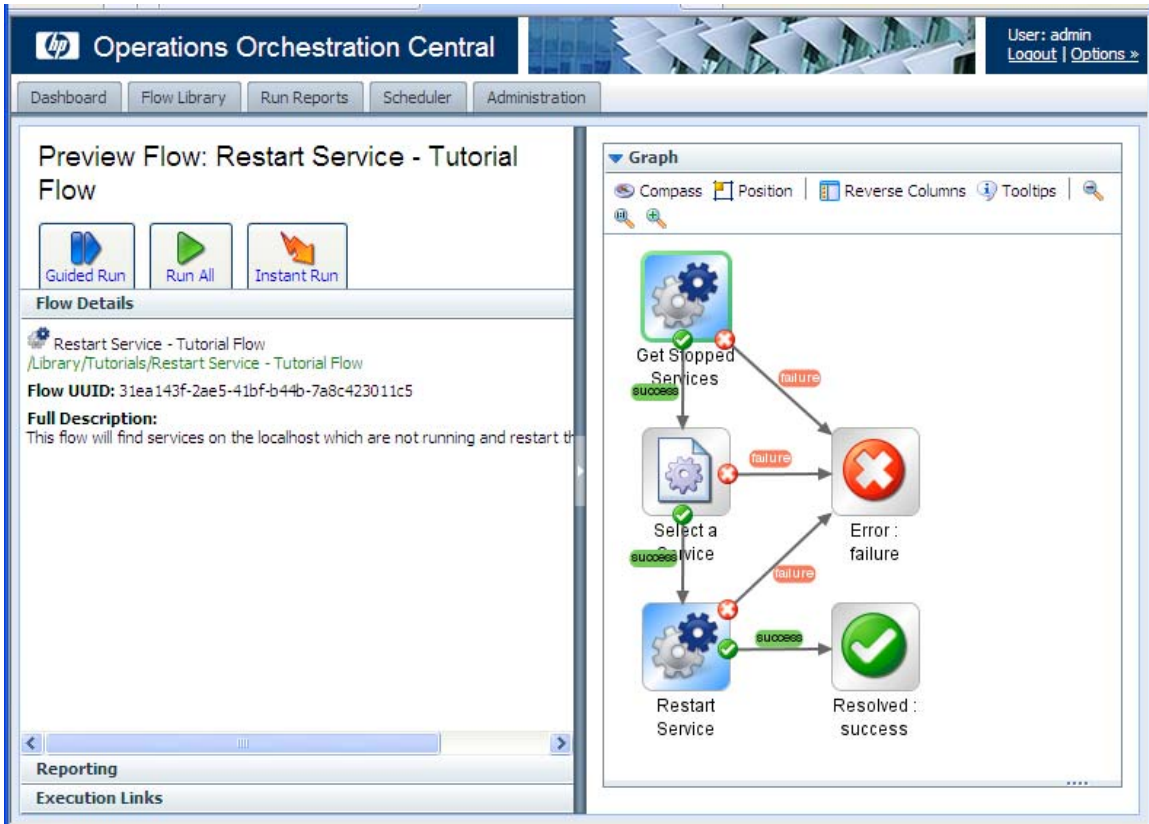 hp
Operations Orchestration Central
User: admin
Logout | Options »
Dashboard
Flow Library
Run Reports
Scheduler
Administration
Preview Flow: Restart Service - Tutorial
Flow
Guided Run
Run All
Instant Run
Flow Details
Restart Service - Tutorial Flow
/Library/Tutorials/Restart Service - Tutorial Flow
Flow UUID: 31ea143f-2ae5-41bf-b44b-7a8c423011c5
Full Description:
This flow will find services on the localhost which are not running and restart th
Reporting
Execution Links
Graph
Compass
Position
Reverse Columns
Tooltips
Get Stopped
Services
success
failure
Select a
Service
failure
success
Error :
failure
failure
Restart
Service
success
Resolved :
success